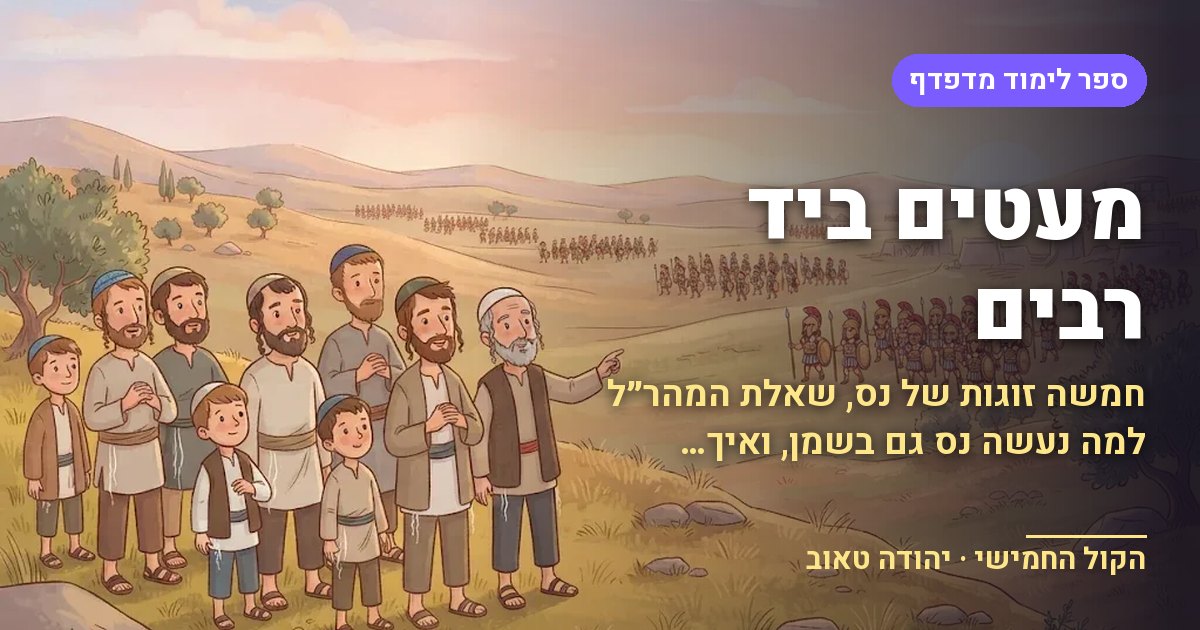 ספר לימוד מדפדף
מעטים ביד
רבים
חמשה זוגות של נס, שאלת המהר״ל
למה נעשה נס גם בשמן, ואיך...
הקול החמישי · יהודה טאוב